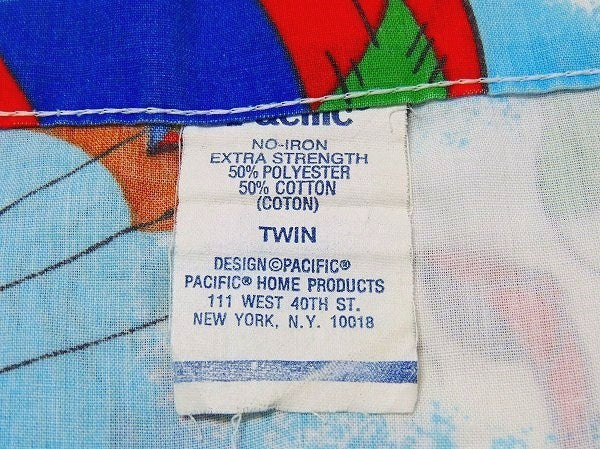 Pacific
NO-IRON
EXTRA STRENGTH
50% POLYESTER
50% COTTON
(COTON)
TWIN
DESIGN©PACIFIC®
PACIFIC® HOME PRODUCTS
111 WEST 40TH ST.
NEW YORK, N.Y. 10018